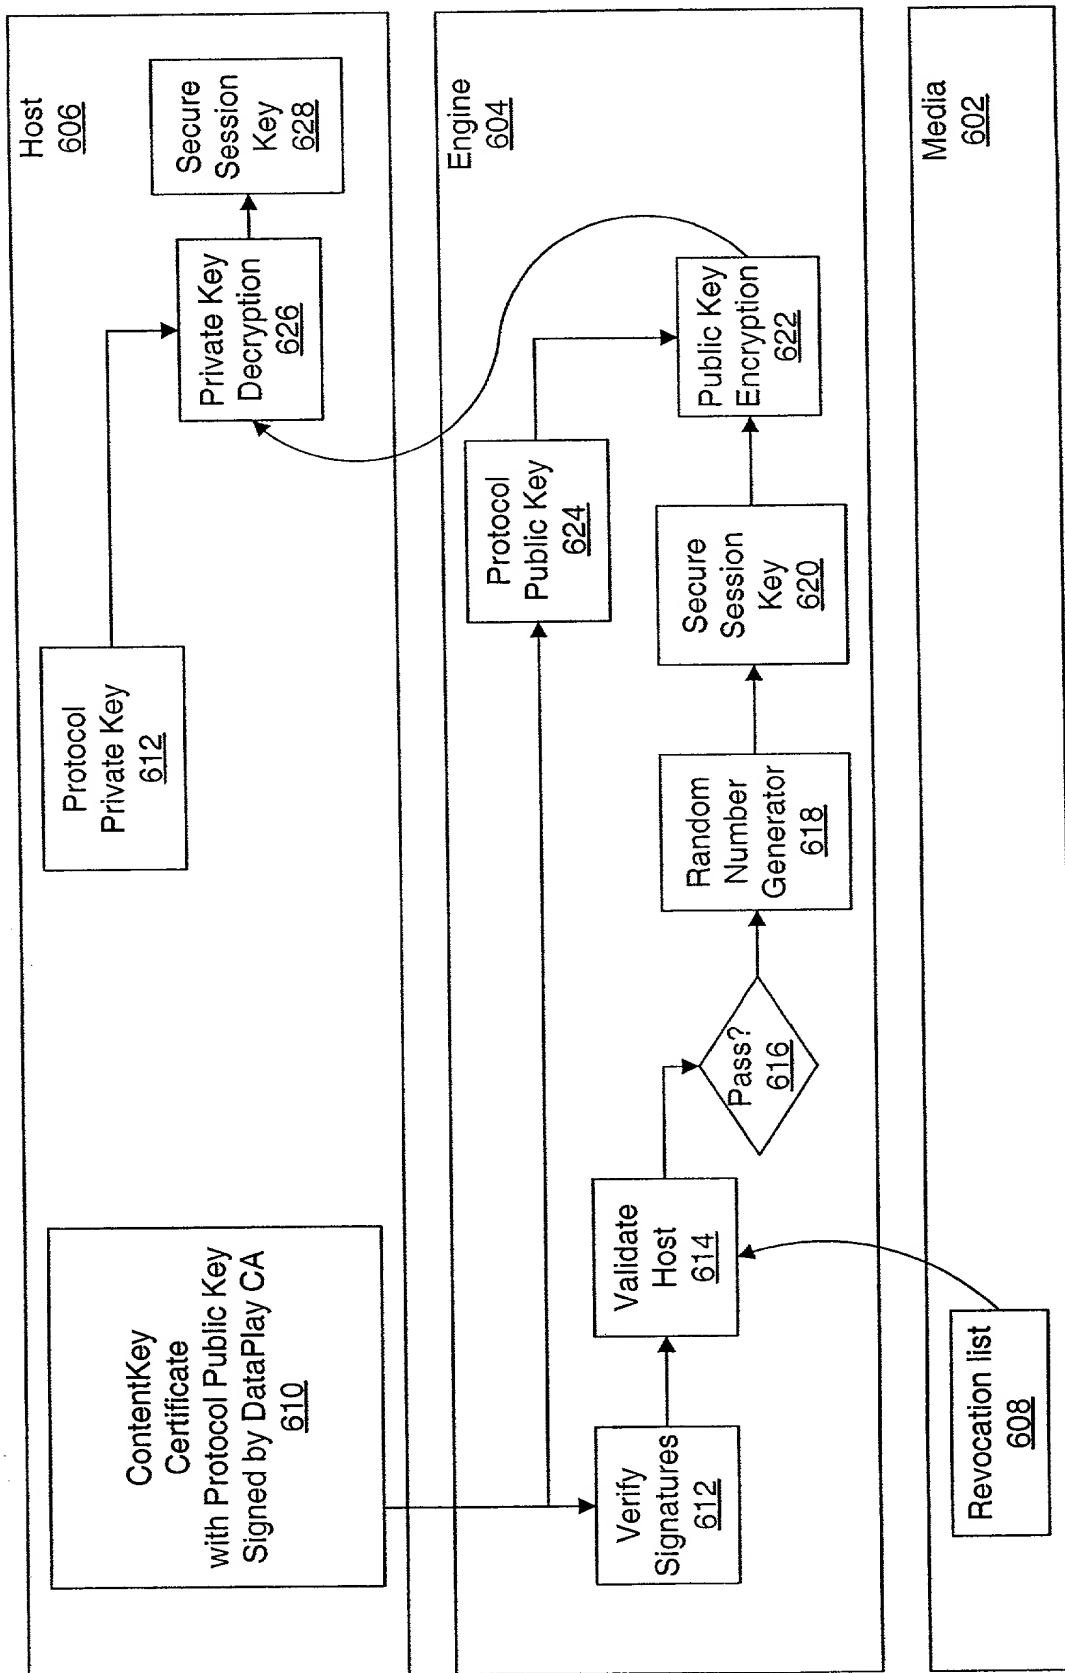 Host
606
ContentKey
Certificate
with Protocol Public Key
Signed by DataPlay CA
610
Protocol
Private Key
612
Private Key
Decryption
626
Secure
Session
Key
628
Engine
604
Verify
Signatures
612
Validate
Host
614
Pass?
616
Random
Number
Generator
618
Secure
Session
Key
620
Protocol
Public Key
624
Public Key
Encryption
622
Media
602
Revocation list
608